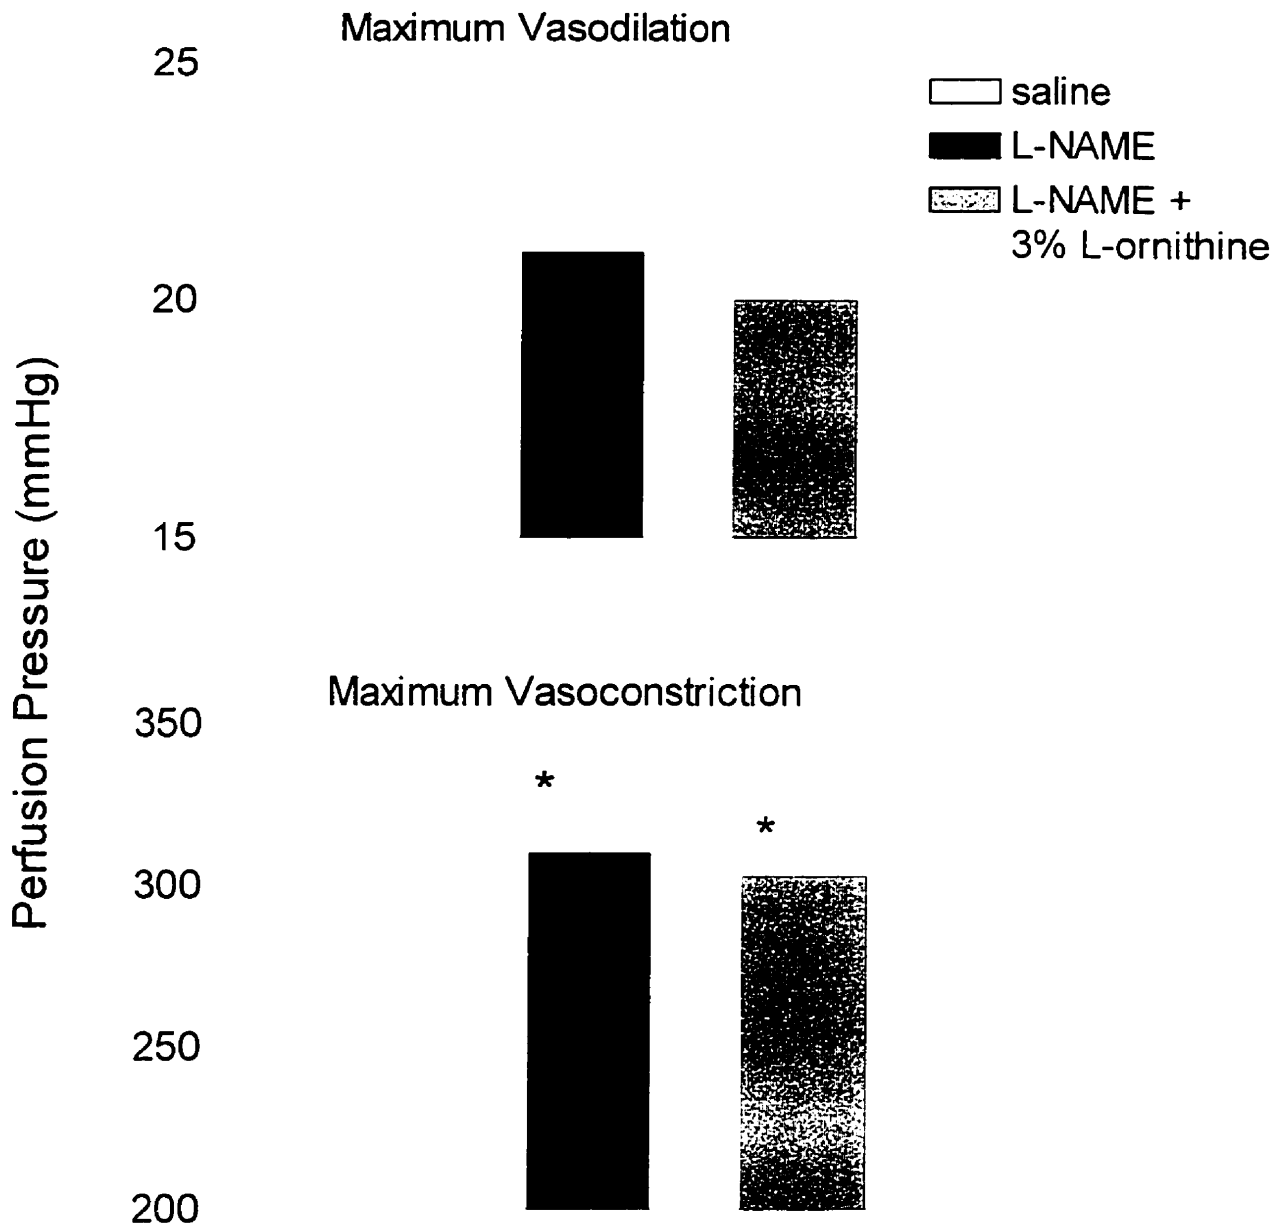 Maximum Vasodilation
25
20
15
saline
L-NAME
L-NAME +
3% L-ornithine
Perfusion Pressure (mmHg)
Maximum Vasoconstriction
350
300
250
200
*
*